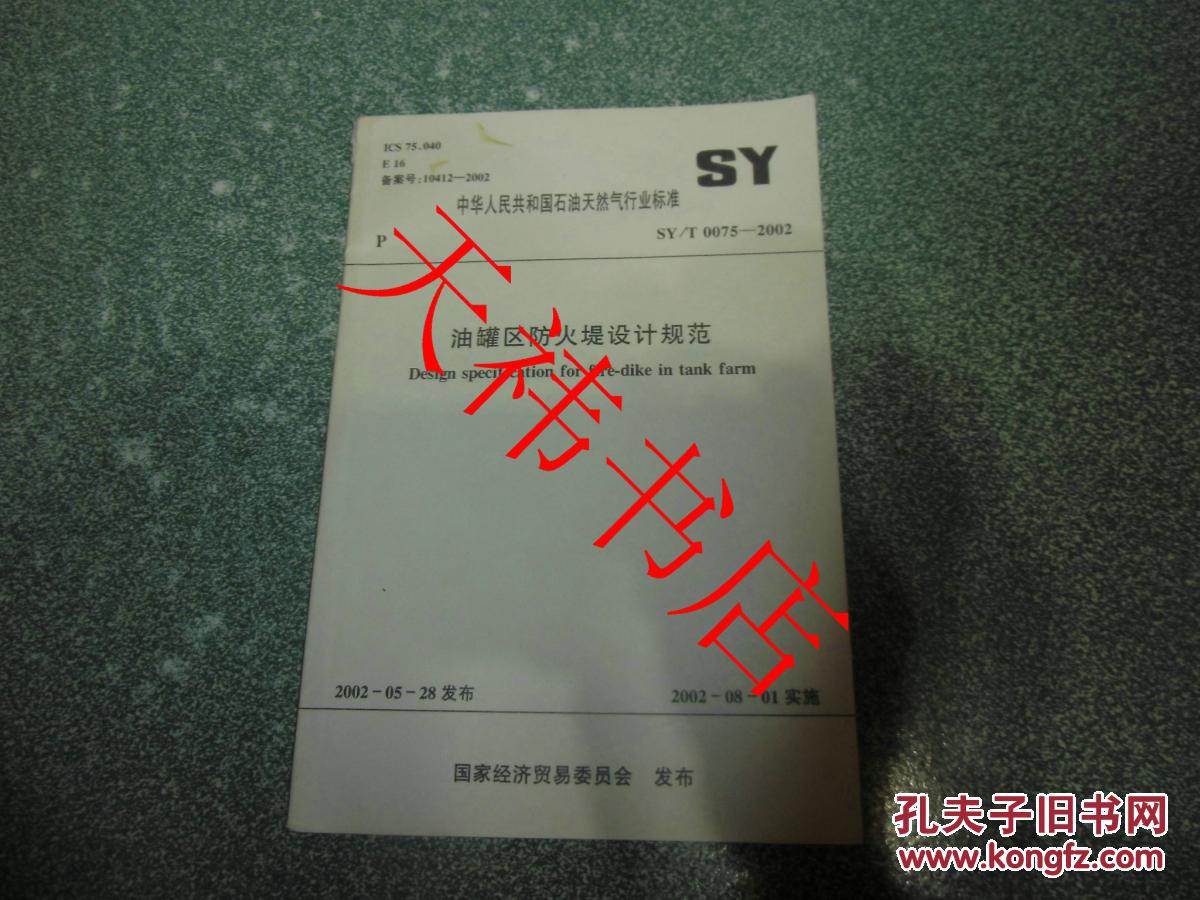 ICS 75.040
E 16
备案号:10412—2002
SY
中华人民共和国石油天然气行业标准
P
SY/T 0075—2002
油罐区防火堤设计规范
Design specification for fire-dike in tank farm
天祎书店
2002-05-28 发布
2002-08-01 实施
国家经济贸易委员会 发布
孔夫子旧书网
www.kongfz.com